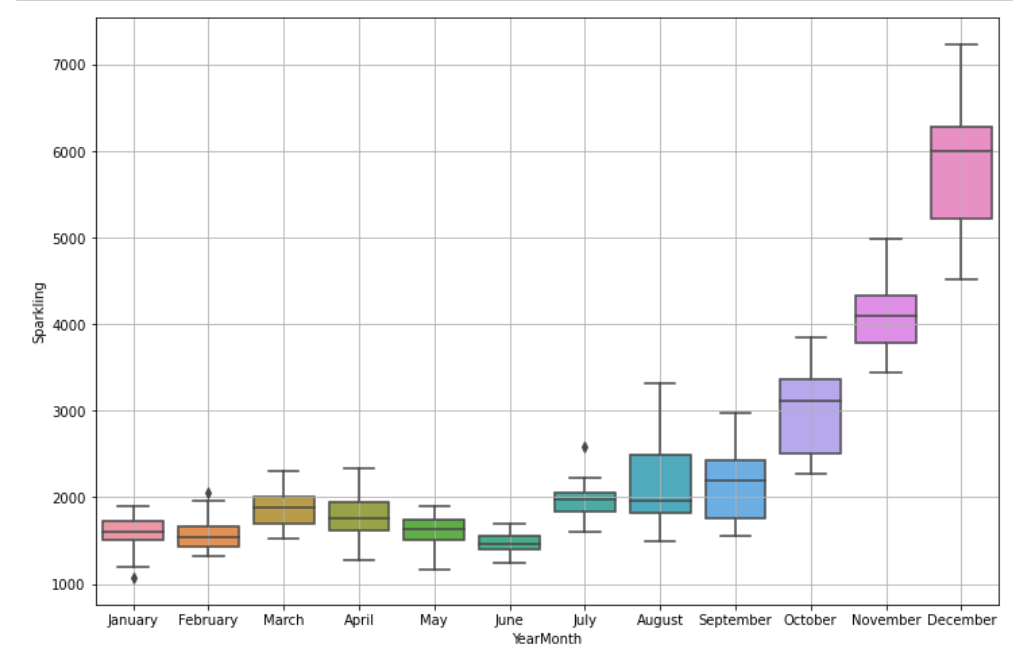 7000
6000
5000
4000
3000
2000
1000
Sparkling
January February March April May June July August September October November December
YearMonth